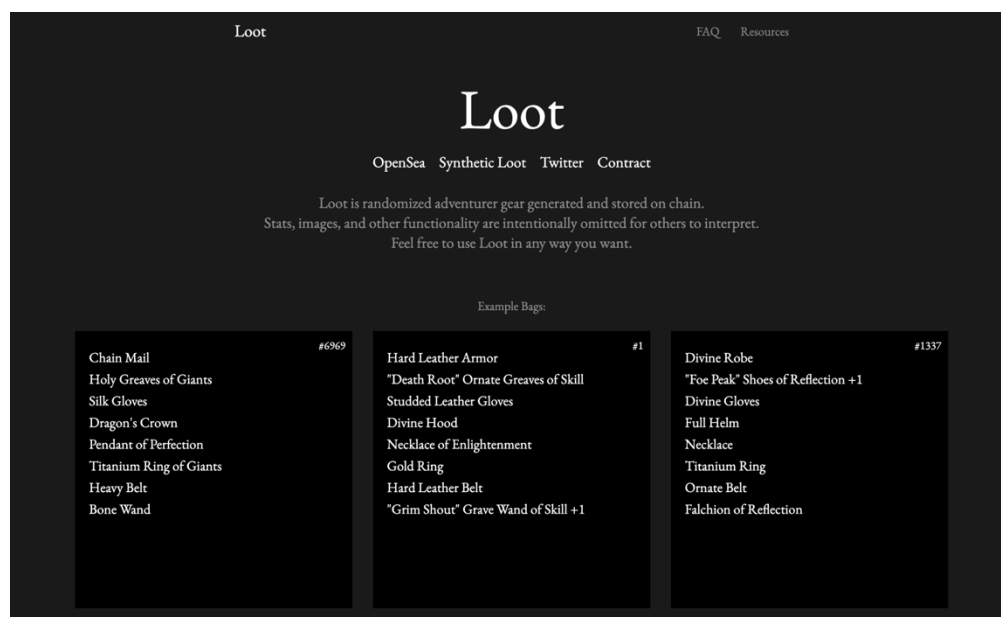 Loot
FAQ Resources
Loot
OpenSea Synthetic Loot Twitter Contract
Loot is randomized adventurer gear generated and stored on chain.
Stats, images, and other functionality are intentionally omitted for others to interpret.
Feel free to use Loot in any way you want.
Example Bags:
#6969
Chain Mail
Holy Greaves of Giants
Silk Gloves
Dragon's Crown
Pendant of Perfection
Titanium Ring of Giants
Heavy Belt
Bone Wand
#1
Hard Leather Armor
"Death Root" Ornate Greaves of Skill
Studded Leather Gloves
Divine Hood
Necklace of Enlightenment
Gold Ring
Hard Leather Belt
"Grim Shout" Grave Wand of Skill +1
#1337
Divine Robe
"Foe Peak" Shoes of Reflection +1
Divine Gloves
Full Helm
Necklace
Titanium Ring
Ornate Belt
Falchion of Reflection